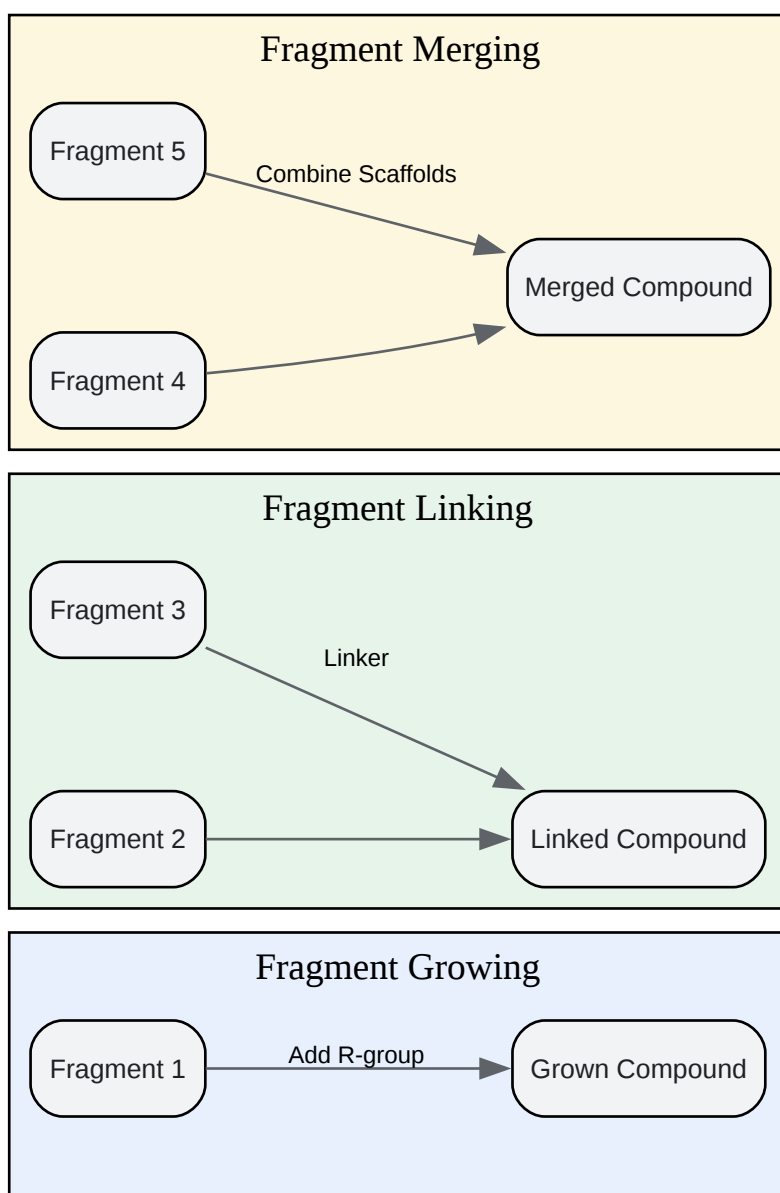 Fragment Merging
Fragment 5
Combine Scaffolds
Merged Compound
Fragment 4
Fragment Linking
Fragment 3
Linker
Fragment 2
Linked Compound
Fragment Growing
Fragment 1
Add R-group
Grown Compound